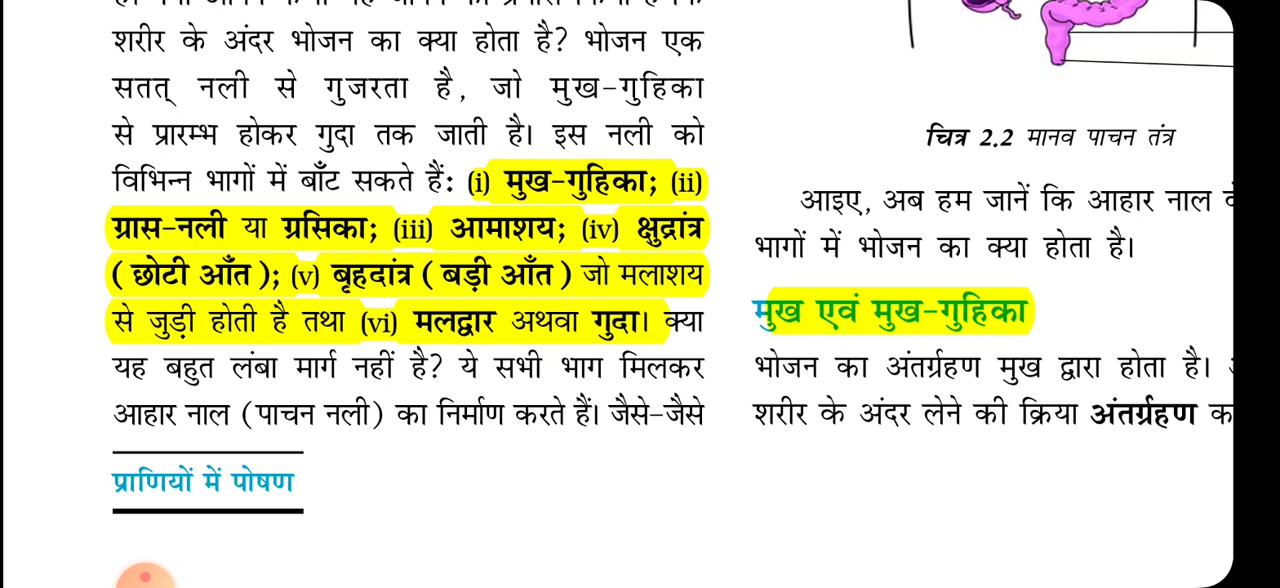 शरीर के अंदर भोजन का क्या होता है? भोजन एक
सतत् नली से गुजरता है, जो मुख-गुहिका
से प्रारम्भ होकर गुदा तक जाती है। इस नली को
विभिन्न भागों में बाँट सकते हैं: (i) मुख-गुहिका; (ii)
ग्रास-नली या ग्रसिका; (iii) आमाशय; (iv) क्षुद्रांत्र
(छोटी आँत); (v) बृहदांत्र (बड़ी आँत) जो मलाशय
से जुड़ी होती है तथा (vi) मलद्वार अथवा गुदा। क्या
यह बहुत लंबा मार्ग नहीं है? ये सभी भाग मिलकर
आहार नाल (पाचन नली) का निर्माण करते हैं। जैसे-जैसे
प्राणियों में पोषण
चित्र 2.2 मानव पाचन तंत्र
आइए, अब हम जानें कि आहार नाल
भागों में भोजन का क्या होता है।
मुख एवं मुख-गुहिका
भोजन का अंतर्ग्रहण मुख द्वारा होता है।
शरीर के अंदर लेने की क्रिया अंतर्ग्रहण